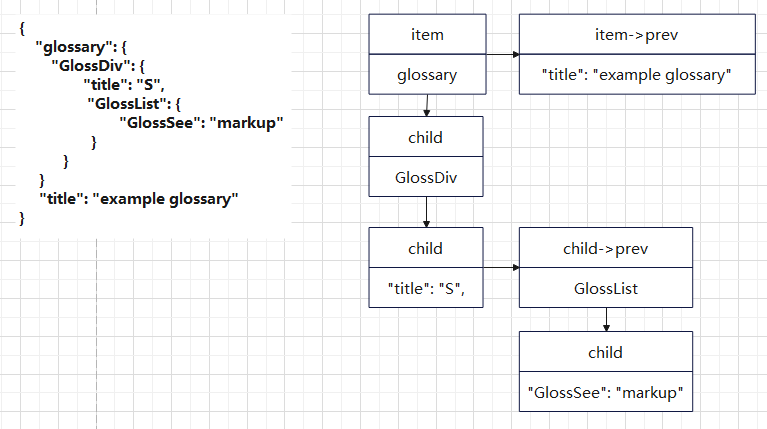 {
"glossary": {
"GlossDiv": {
"title": "S",
"GlossList": {
"GlossSee": "markup"
}
}
}
"title": "example glossary"
}
item
glossary
item->prev
"title": "example glossary"
child
GlossDiv
child
"title": "S",
child->prev
GlossList
child
"GlossSee": "markup"